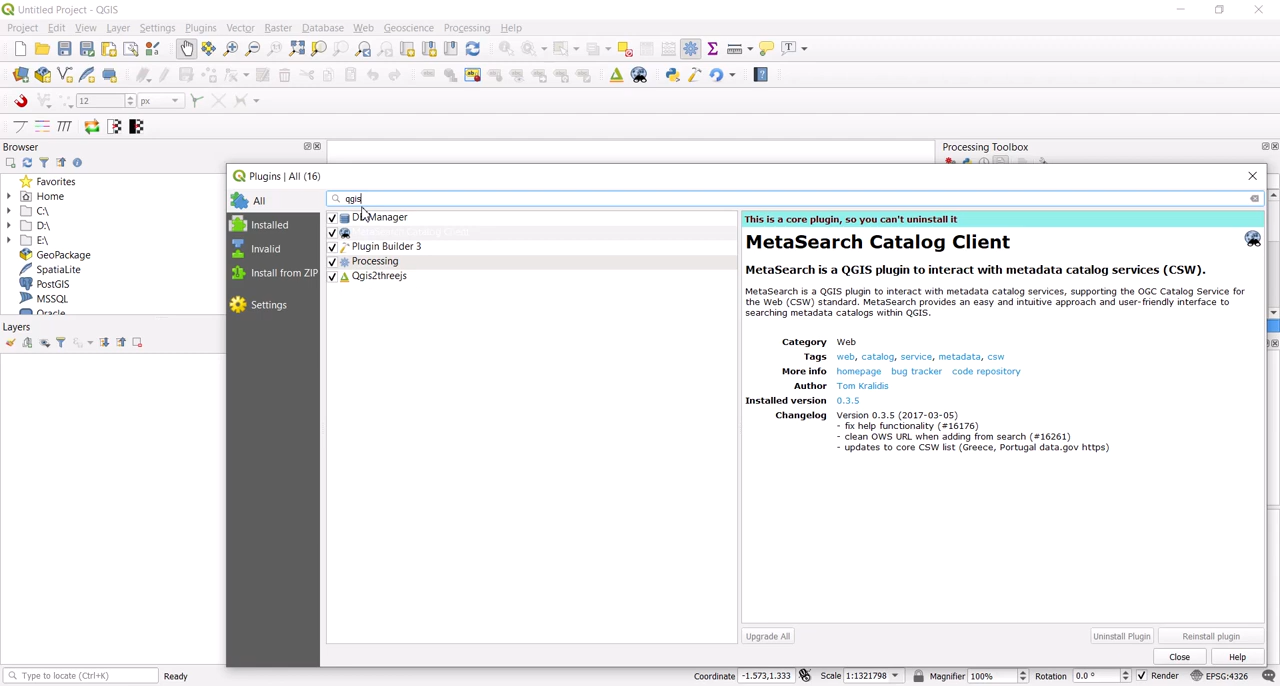 Untitled Project - QGIS
Project Edit View Layer Settings Plugins Vector Raster Database Web Geoscience Processing Help
12 px
Browser
Processing Toolbox
Favorites
Home
C:\
D:\
E:\
GeoPackage
SpatiaLite
PostGIS
MSSQL
Oracle
Layers
Plugins | All (16)
All
Installed
Invalid
Install from ZIP
Settings
qgis
DB Manager
MetaSearch Catalog Client
Plugin Builder 3
Processing
Qgis2threejs
This is a core plugin, so you can't uninstall it
MetaSearch Catalog Client
MetaSearch is a QGIS plugin to interact with metadata catalog services (CSW).
MetaSearch is a QGIS plugin to interact with metadata catalog services, supporting the OGC Catalog Service for
the Web (CSW) standard. MetaSearch provides an easy and intuitive approach and user-friendly interface to
searching metadata catalogs within QGIS.
Category Web
Tags web, catalog, service, metadata, csw
More info homepage bug tracker code repository
Author Tom Kralidis
Installed version 0.3.5
Changelog Version 0.3.5 (2017-03-05)
- fix help functionality (#16176)
- clean OWS URL when adding from search (#16261)
- updates to core CSW list (Greece, Portugal data.gov https)
Upgrade All Uninstall Plugin Reinstall plugin
Close Help
Type to locate (Ctrl+K) Ready Coordinate -1.573,1.333 Scale 1:1321798 Magnifier 100% Rotation 0.0 ° Render EPSG:4326